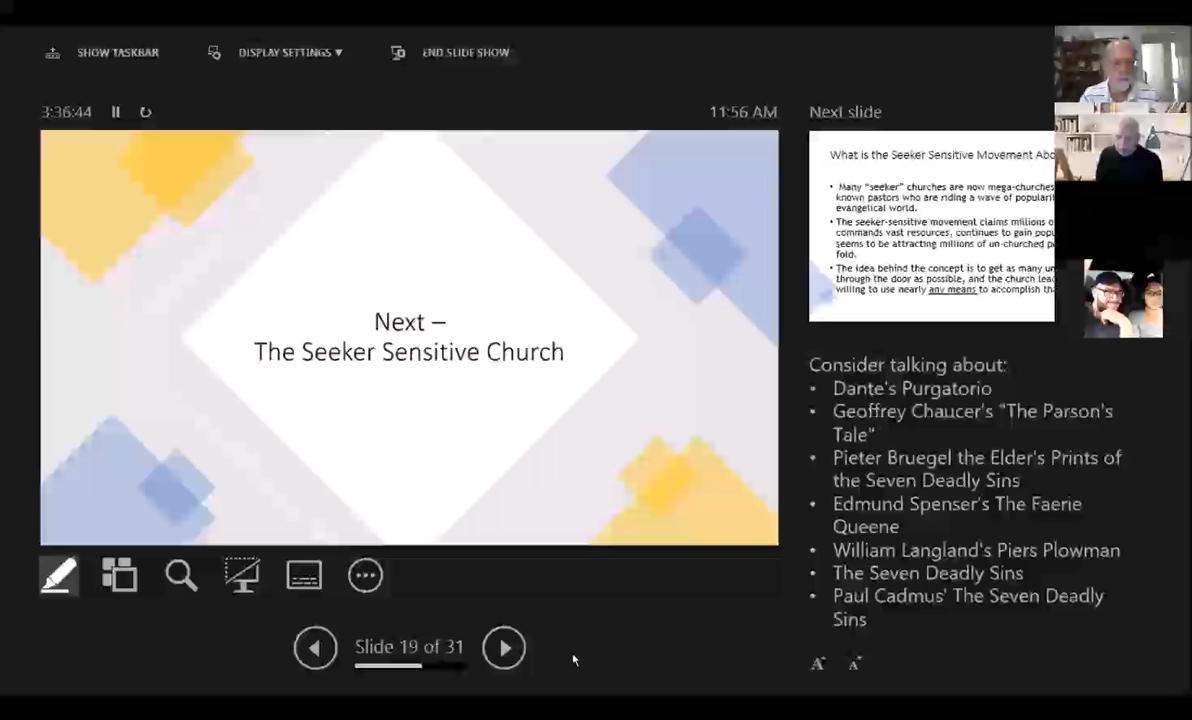 SHOW TASKBAR
DISPLAY SETTINGS ▼
END SLIDE SHOW
3:36:44
11:56 AM
Next –
The Seeker Sensitive Church
Slide 19 of 31
Next slide
What is the Seeker Sensitive Movement Abo
• Many "seeker" churches are now mega-churches
known pastors who are riding a wave of populari
evangelical world.
• The seeker-sensitive movement claims millions o
commands vast resources, continues to gain popu
seems to be attracting millions of un-churched p
fold.
• The idea behind the concept is to get as many un
through the door as possible, and the church lea
willing to use nearly any means to accomplish th
Consider talking about:
• Dante's Purgatorio
• Geoffrey Chaucer's "The Parson's
Tale"
• Pieter Bruegel the Elder's Prints of
the Seven Deadly Sins
• Edmund Spenser's The Faerie
Queene
• William Langland's Piers Plowman
• The Seven Deadly Sins
• Paul Cadmus' The Seven Deadly
Sins
A A